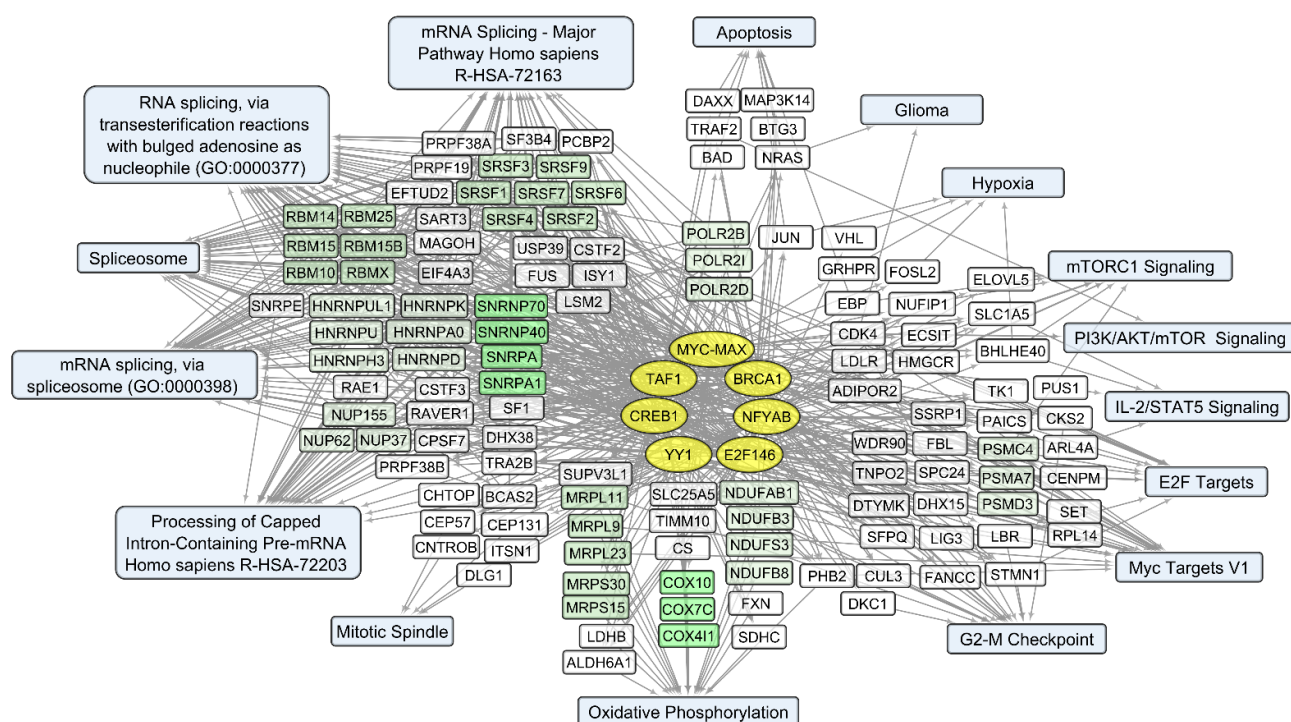 mRNA Splicing - Major
Pathway Homo sapiens
R-HSA-72163
Apoptosis
RNA splicing, via
transesterification reactions
with bulged adenosine as
nucleophile (GO:0000377)
Glioma
Hypoxia
Spliceosome
mTORC1 Signaling
mRNA splicing, via
spliceosome (GO:0000398)
PI3K/AKT/mTOR Signaling
IL-2/STAT5 Signaling
E2F Targets
Processing of Capped
Intron-Containing Pre-mRNA
Homo sapiens R-HSA-72203
Myc Targets V1
Mitotic Spindle
G2-M Checkpoint
Oxidative Phosphorylation
PRPF38A
SF3B4
PCBP2
PRPF19
SRSF3
SRSF9
EFTUD2
SRSF1
SRSF7
SRSF6
RBM14
RBM25
SART3
SRSF4
SRSF2
RBM15
RBM15B
MAGOH
USP39
CSTF2
RBM10
RBMX
EIF4A3
FUS
ISY1
SNRPE
HNRNPUL1
HNRNPK
SNRNP70
LSM2
HNRNPU
HNRNPA0
SNRNP40
HNRNPH3
HNRNPD
SNRPA
RAE1
CSTF3
SNRPA1
NUP155
RAVER1
SF1
NUP62
NUP37
CPSF7
DHX38
PRPF38B
TRA2B
CHTOP
BCAS2
CEP57
CEP131
CNTROB
ITSN1
DLG1
DAXX
MAP3K14
TRAF2
BTG3
BAD
NRAS
POLR2B
JUN
VHL
POLR2I
GRHPR
FOSL2
ELOVL5
POLR2D
EBP
NUFIP1
SLC1A5
CDK4
ECSIT
LDLR
HMGCR
BHLHE40
ADIPOR2
TK1
PUS1
MYC-MAX
TAF1
BRCA1
CREB1
NFYAB
YY1
E2F146
SSRP1
PAICS
CKS2
WDR90
FBL
PSMC4
ARL4A
TNPO2
SPC24
PSMA7
CENPM
DTYMK
DHX15
PSMD3
SET
SFPQ
LIG3
LBR
RPL14
PHB2
CUL3
FANCC
STMN1
DKC1
SUPV3L1
MRPL11
SLC25A5
NDUFAB1
MRPL9
TIMM10
NDUFB3
MRPL23
CS
NDUFS3
MRPS30
COX10
NDUFB8
MRPS15
COX7C
FXN
LDHB
COX4I1
SDHC
ALDH6A1